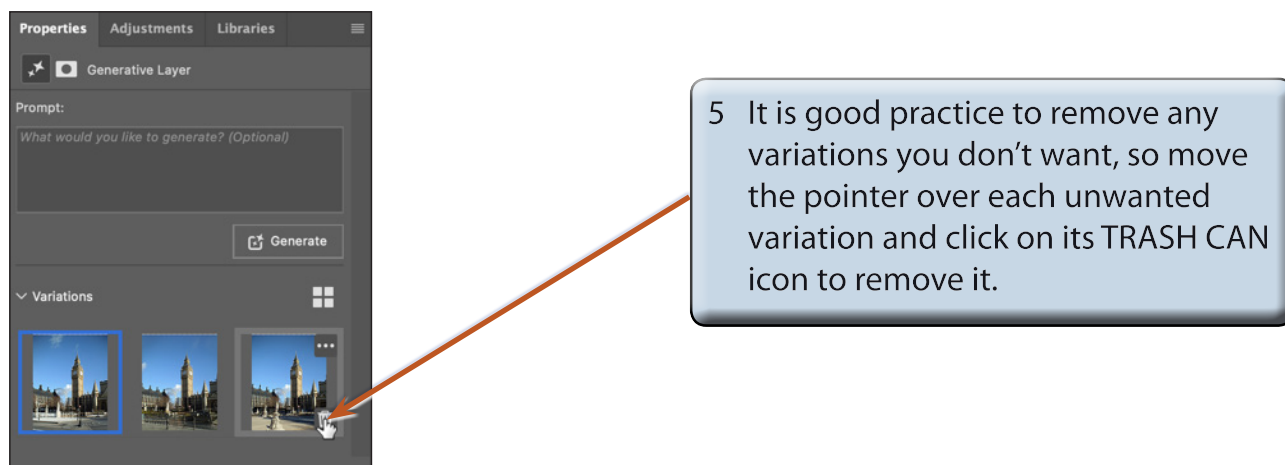 Properties Adjustments Libraries
Generative Layer
Prompt:
What would you like to generate? (Optional)
Generate
Variations
5 It is good practice to remove any
variations you don’t want, so move
the pointer over each unwanted
variation and click on its TRASH CAN
icon to remove it.